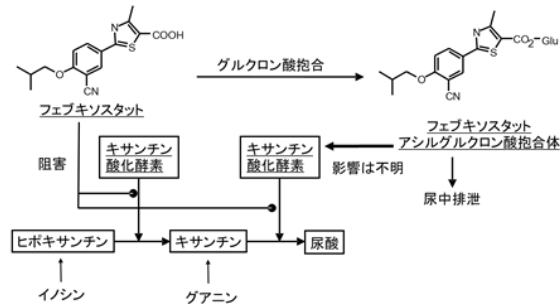 N
S
COOH
O
CN
フェブキソスタット
グルクロン酸抱合
N
S
CO2-Glu
O
CN
フェブキソスタット
アシルグルクロン酸抱合体
阻害
キサンチン
酸化酵素
キサンチン
酸化酵素
影響は不明
尿中排泄
ヒポキサンチン
キサンチン
尿酸
イノシン
グアニン